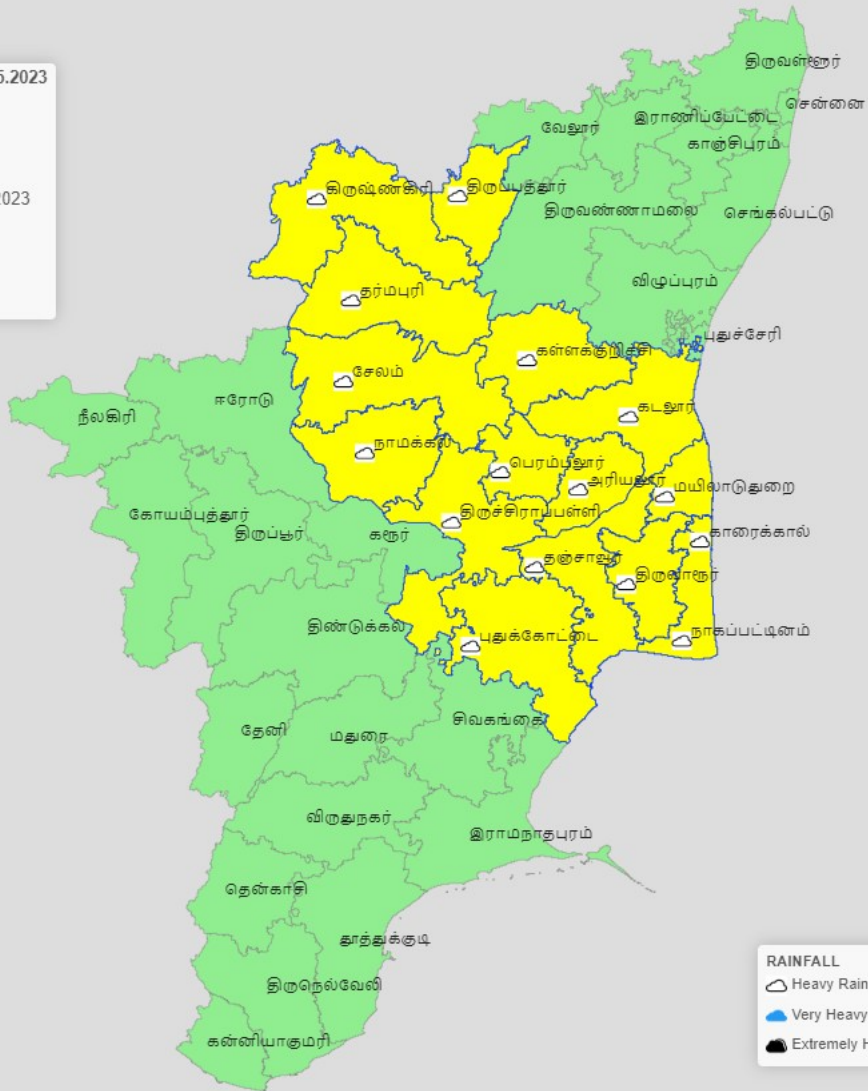 5.2023
2023
திருவள்ளூர்
சென்னை
இராணிப்பேட்டை
வேலூர்
காஞ்சிபுரம்
கிருஷ்ணகிரி
திருப்பத்தூர்
திருவண்ணாமலை
செங்கல்பட்டு
விழுப்புரம்
தர்மபுரி
புதுச்சேரி
கள்ளக்குறிச்சி
சேலம்
ஈரோடு
நீலகிரி
கடலூர்
நாமக்கல்
பெரம்பலூர்
அரியலூர்
மயிலாடுதுறை
கோயம்புத்தூர்
திருச்சிராப்பள்ளி
திருப்பூர்
கரூர்
காரைக்கால்
தஞ்சாவூர்
திருவாரூர்
திண்டுக்கல்
புதுக்கோட்டை
நாகப்பட்டினம்
சிவகங்கை
தேனி
மதுரை
விருதுநகர்
இராமநாதபுரம்
தென்காசி
தூத்துக்குடி
திருநெல்வேலி
கன்னியாகுமரி
RAINFALL
Heavy Rain
Very Heavy
Extremely H